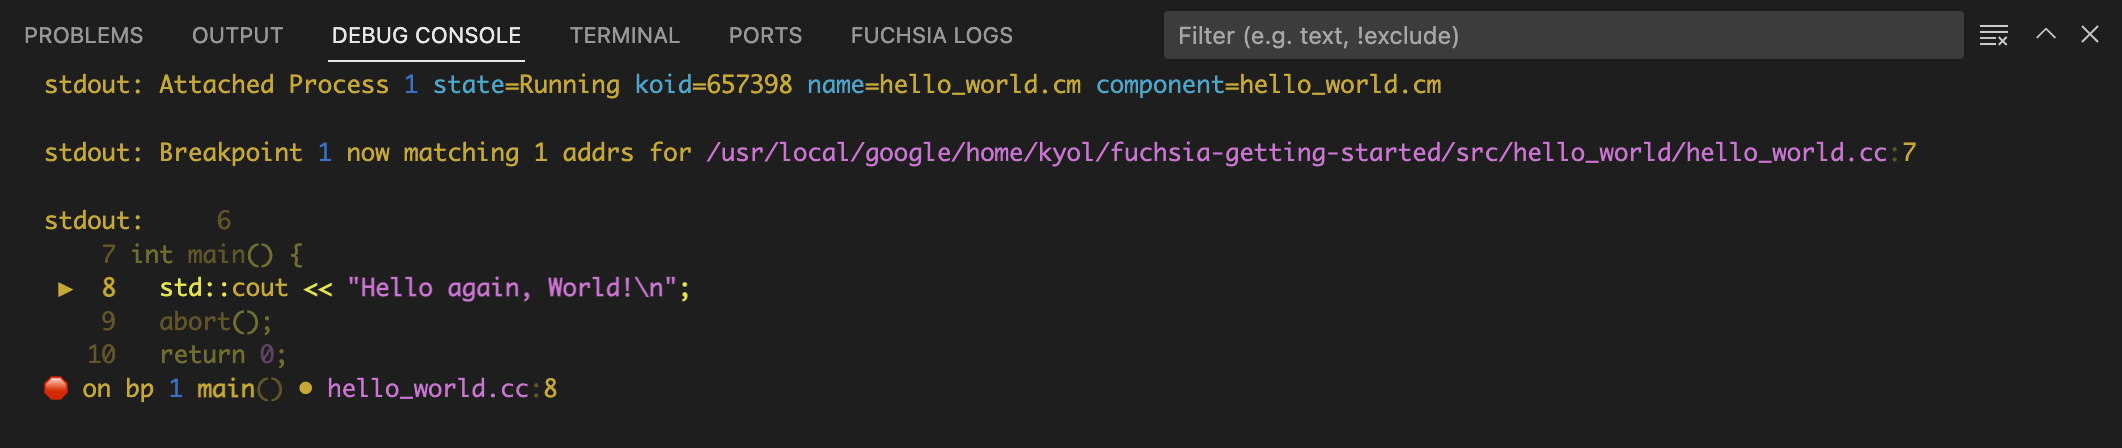 PROBLEMS OUTPUT DEBUG CONSOLE TERMINAL PORTS FUCHSIA LOGS Filter (e.g. text, !exclude)
stdout: Attached Process 1 state=Running koid=657398 name=hello_world.cm component=hello_world.cm
stdout: Breakpoint 1 now matching 1 addrs for /usr/local/google/home/kyol/fuchsia-getting-started/src/hello_world/hello_world.cc:7
stdout:     6
    7 int main() {
 ▶  8   std::cout << "Hello again, World!\n";
    9   abort();
   10   return 0;
🛑 on bp 1 main() • hello_world.cc:8